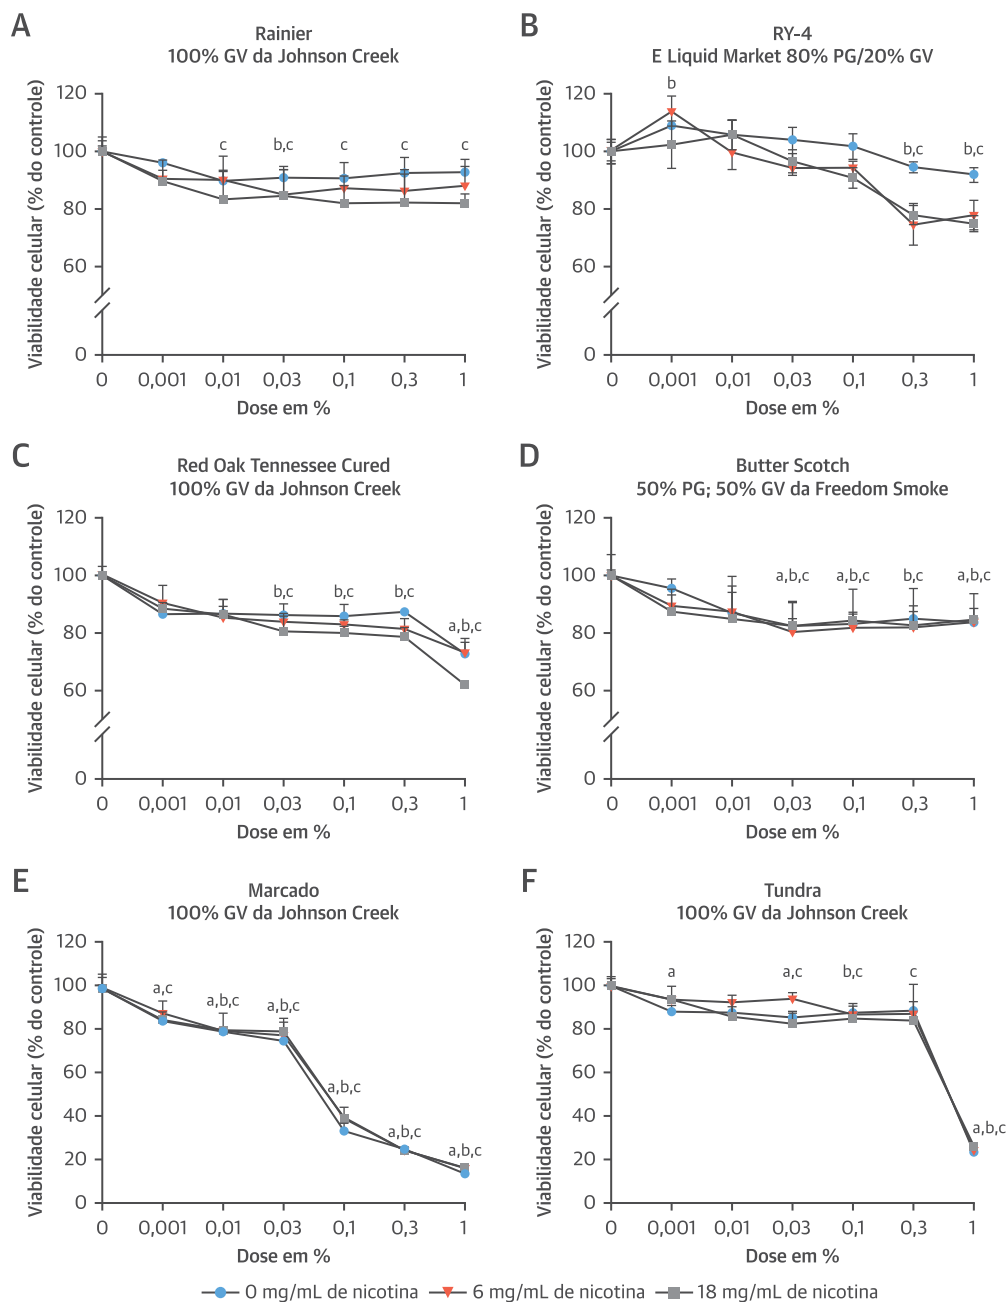 A
Rainier
100% GV da Johnson Creek
Viabilidade celular (% do controle)
120
100
80
60
0
0 0,001 0,01 0,03 0,1 0,3 1
Dose em %
c b,c c c c
B
RY-4
E Liquid Market 80% PG/20% GV
Viabilidade celular (% do controle)
120
100
80
60
0
0 0,001 0,01 0,03 0,1 0,3 1
Dose em %
b b,c b,c
C
Red Oak Tennessee Cured
100% GV da Johnson Creek
Viabilidade celular (% do controle)
120
100
80
60
0
0 0,001 0,01 0,03 0,1 0,3 1
Dose em %
b,c b,c b,c a,b,c
D
Butter Scotch
50% PG; 50% GV da Freedom Smoke
Viabilidade celular (% do controle)
120
100
80
60
0
0 0,001 0,01 0,03 0,1 0,3 1
Dose em %
a,b,c a,b,c b,c a,b,c
E
Marcado
100% GV da Johnson Creek
Viabilidade celular (% do controle)
120
100
80
60
40
20
0
0 0,001 0,01 0,03 0,1 0,3 1
Dose em %
a,c a,b,c a,b,c a,b,c a,b,c a,b,c
F
Tundra
100% GV da Johnson Creek
Viabilidade celular (% do controle)
120
100
80
60
40
20
0
0 0,001 0,01 0,03 0,1 0,3 1
Dose em %
a a,c b,c c a,b,c
0 mg/mL de nicotina 6 mg/mL de nicotina 18 mg/mL de nicotina